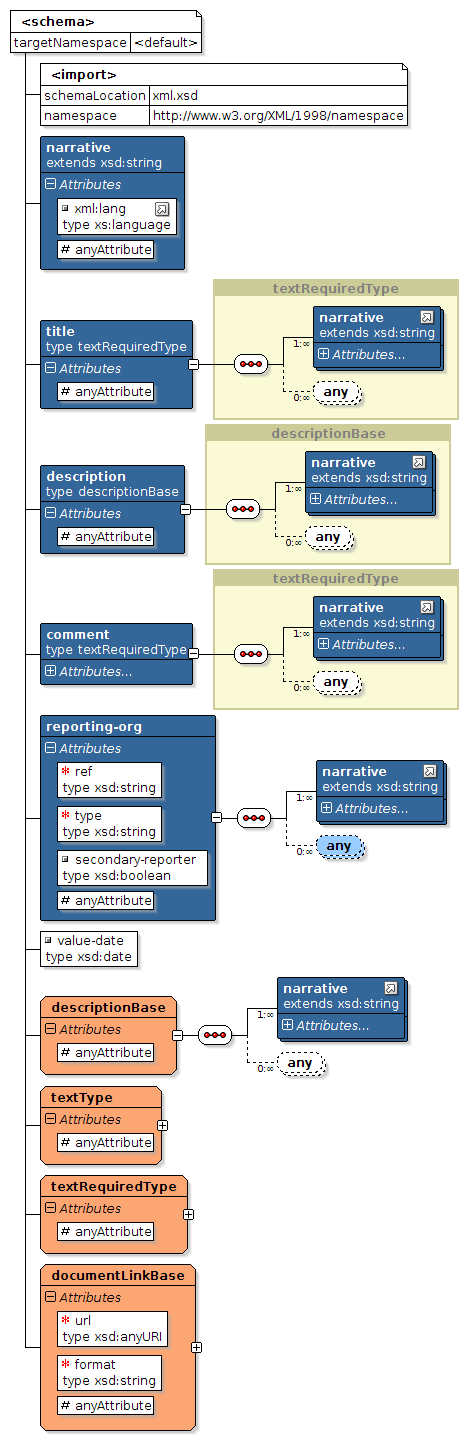 <schema>
targetNamespace <default>
<import>
schemaLocation xml.xsd
namespace http://www.w3.org/XML/1998/namespace
narrative
extends xsd:string
Attributes
xml:lang
type xs:language
# anyAttribute
textRequiredType
title
type textRequiredType
Attributes
# anyAttribute
1:∞
narrative
extends xsd:string
Attributes...
0:∞
any
descriptionBase
description
type descriptionBase
Attributes
# anyAttribute
1:∞
narrative
extends xsd:string
Attributes...
0:∞
any
textRequiredType
comment
type textRequiredType
Attributes...
1:∞
narrative
extends xsd:string
Attributes...
0:∞
any
reporting-org
Attributes
* ref
type xsd:string
* type
type xsd:string
secondary-reporter
type xsd:boolean
# anyAttribute
1:∞
narrative
extends xsd:string
Attributes...
0:∞
any
value-date
type xsd:date
descriptionBase
Attributes
# anyAttribute
1:∞
narrative
extends xsd:string
Attributes...
0:∞
any
textType
Attributes
# anyAttribute
textRequiredType
Attributes
# anyAttribute
documentLinkBase
Attributes
* url
type xsd:anyURI
* format
type xsd:string
# anyAttribute